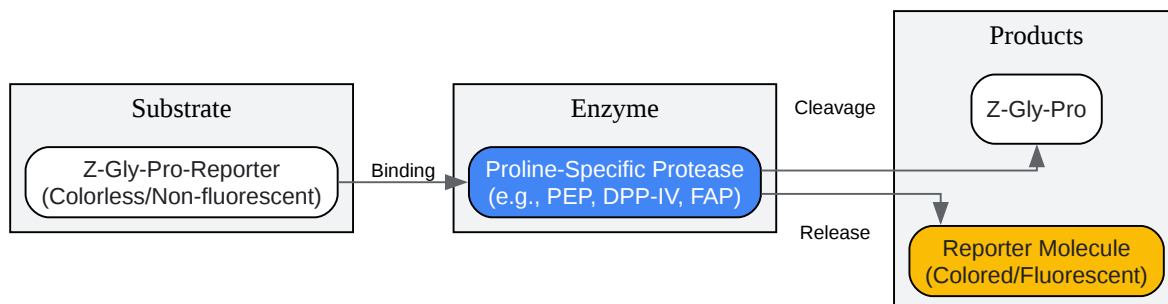 Substrate
Z-Gly-Pro-Reporter
(Colorless/Non-fluorescent)
Binding
Enzyme
Proline-Specific Protease
(e.g., PEP, DPP-IV, FAP)
Cleavage
Release
Products
Z-Gly-Pro
Reporter Molecule
(Colored/Fluorescent)